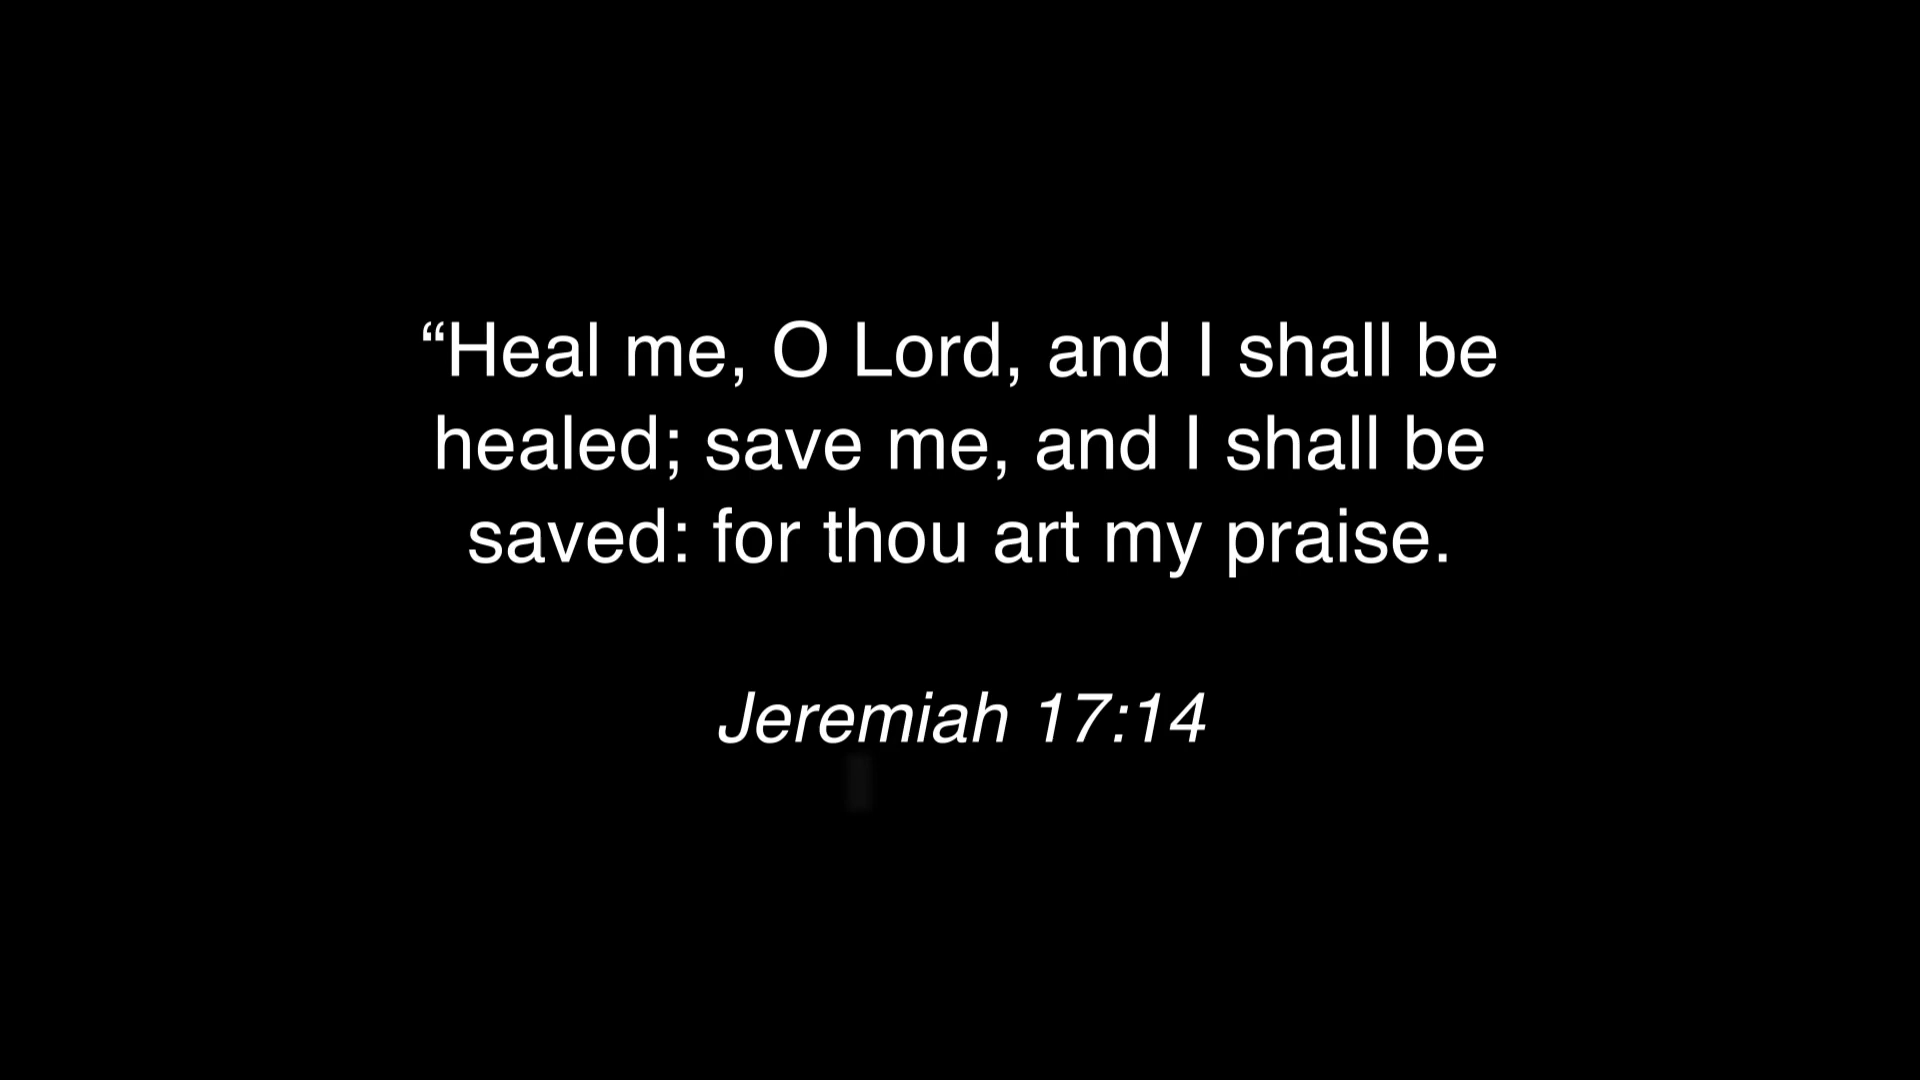 “Heal me, O Lord, and I shall be
healed; save me, and I shall be
saved: for thou art my praise.
Jeremiah 17:14